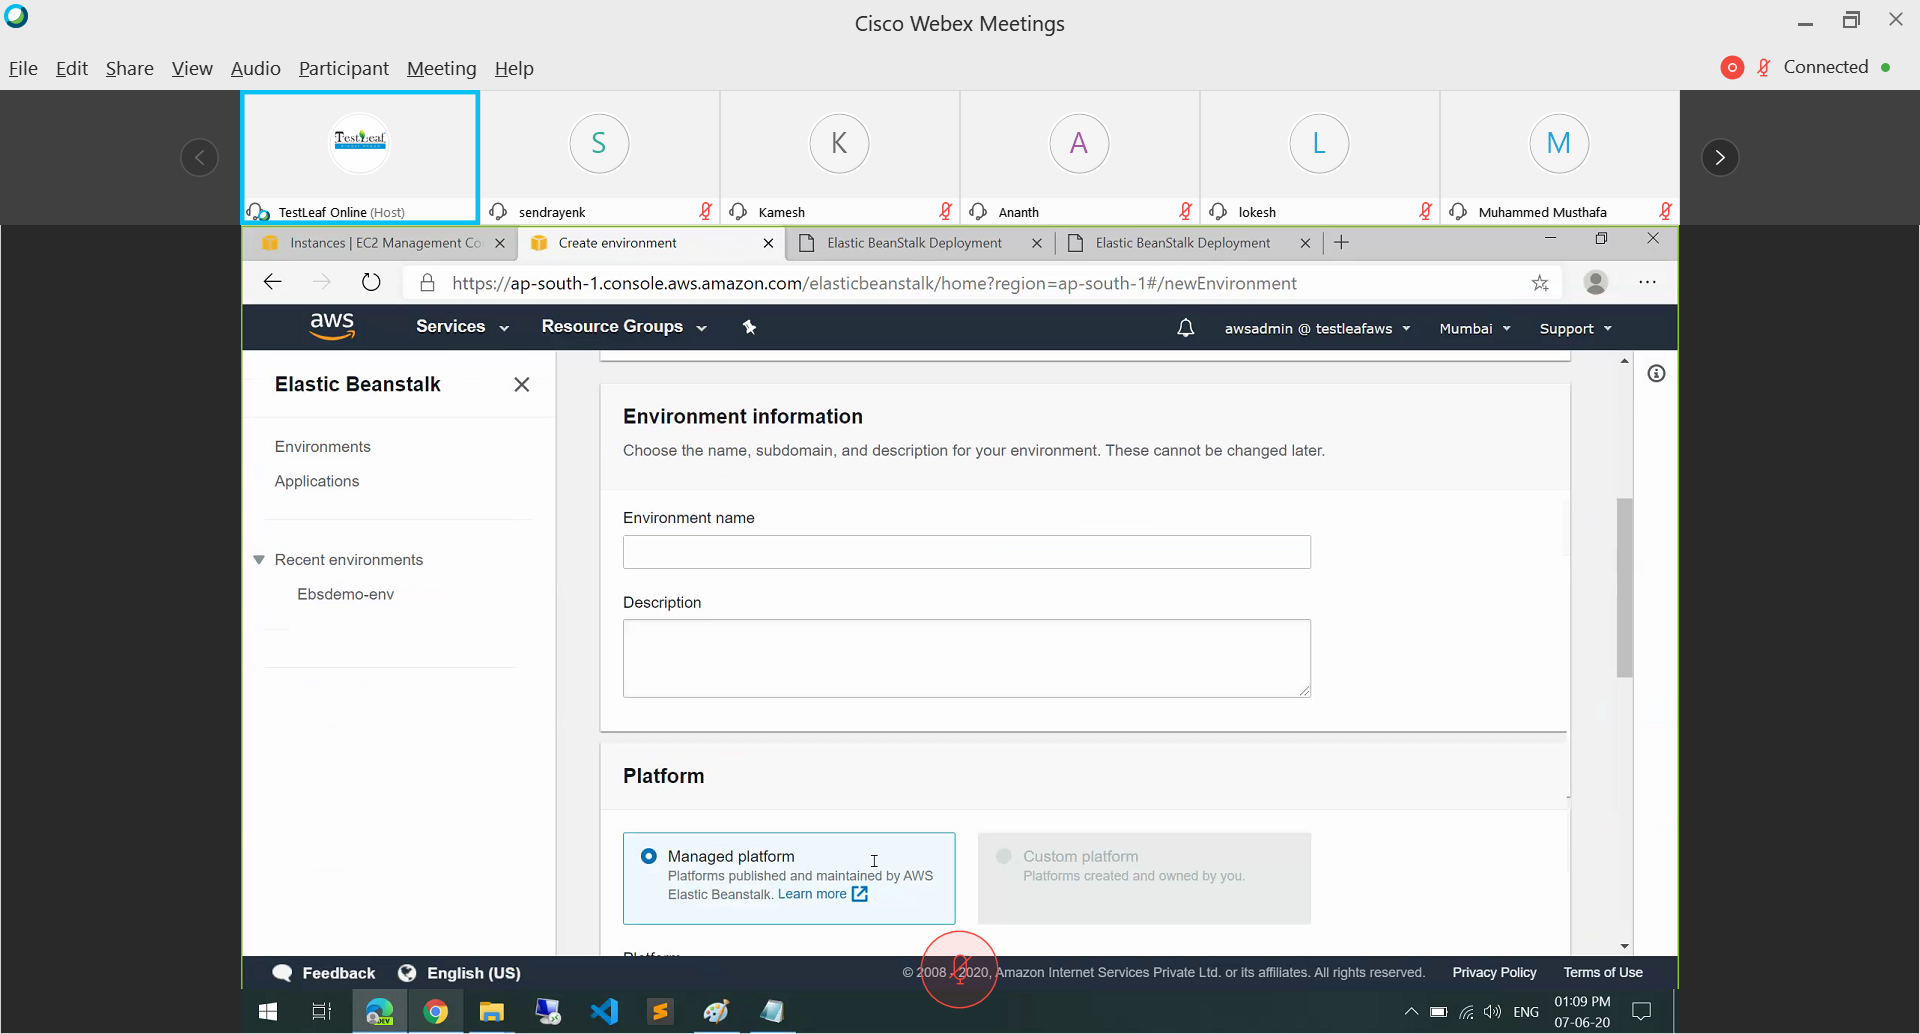 Cisco Webex Meetings
File Edit Share View Audio Participant Meeting Help
Connected
TestLeaf
S
K
A
L
M
TestLeaf Online (Host)
sendrayenk
Kamesh
Ananth
lokesh
Muhammed Musthafa
Instances | EC2 Management Co
Create environment
Elastic BeanStalk Deployment
Elastic BeanStalk Deployment
https://ap-south-1.console.aws.amazon.com/elasticbeanstalk/home?region=ap-south-1#/newEnvironment
aws
Services
Resource Groups
awsadmin @ testleafaws
Mumbai
Support
Elastic Beanstalk
Environments
Applications
Recent environments
Ebsdemo-env
Environment information
Choose the name, subdomain, and description for your environment. These cannot be changed later.
Environment name
Description
Platform
Managed platform
Platforms published and maintained by AWS
Elastic Beanstalk. Learn more
Custom platform
Platforms created and owned by you.
Platform
Feedback
English (US)
© 2008 - 2020, Amazon Internet Services Private Ltd. or its affiliates. All rights reserved.
Privacy Policy
Terms of Use
DEV
ENG
01:09 PM
07-06-20